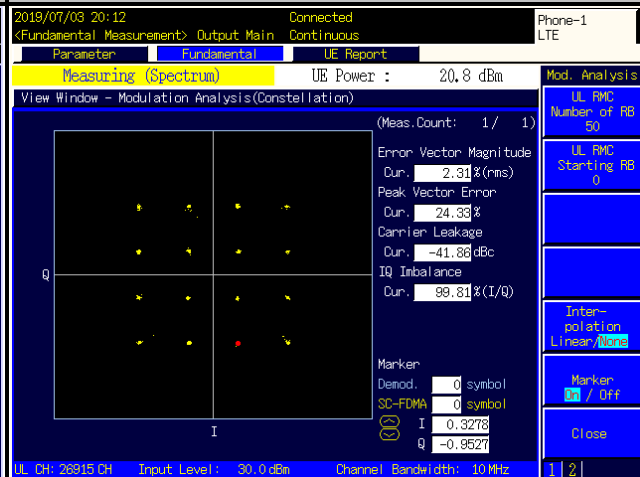 2019/07/03 20:12 Connected Phone-1
<Fundamental Measurement> Output Main Continuous LTE
Parameter Fundamental UE Report
Measuring (Spectrum) UE Power : 20.8 dBm Mod. Analysis
View Window - Modulation Analysis(Constellation)
(Meas.Count: 1/ 1)
Error Vector Magnitude
Cur. 2.31 %(rms)
Peak Vector Error
Cur. 24.33 %
Carrier Leakage
Cur. -41.86 dBc
IQ Imbalance
Cur. 99.81 %(I/Q)
Q
I
Marker
Demod. 0 symbol
SC-FDMA 0 symbol
I 0.3278
Q -0.9527
UL RMC
Number of RB
50
UL RMC
Starting RB
0
Inter-
polation
Linear/None
Marker
On / Off
Close
UL CH: 26915 CH Input Level: 30.0 dBm Channel Bandwidth: 10 MHz 1 2